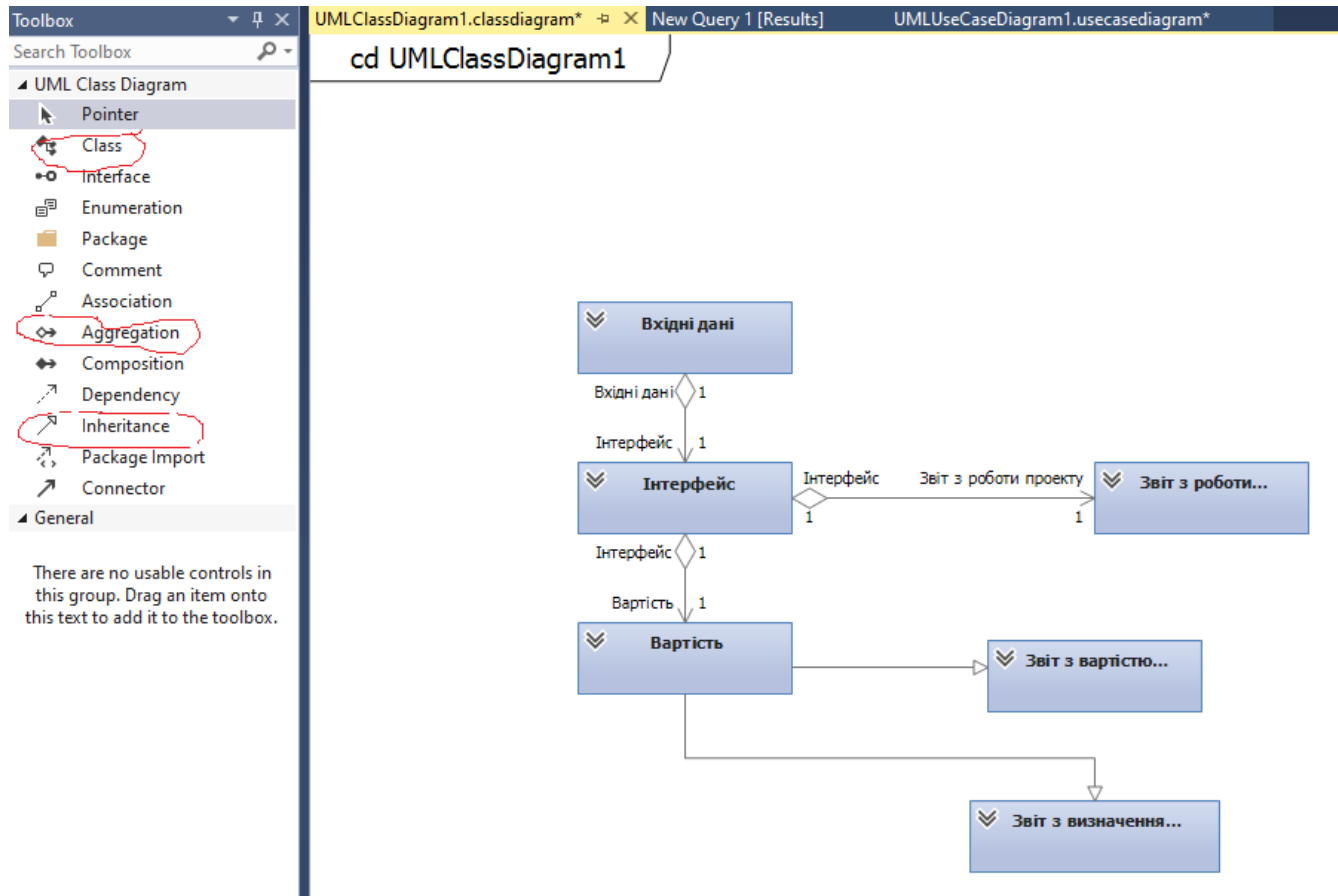 Toolbox
UMLClassDiagram1.classdiagram*
New Query 1 [Results]
UMLUseCaseDiagram1.usecasediagram*
Search Toolbox
UML Class Diagram
Pointer
Class
Interface
Enumeration
Package
Comment
Association
Aggregation
Composition
Dependency
Inheritance
Package Import
Connector
General
There are no usable controls in
this group. Drag an item onto
this text to add it to the toolbox.
cd UMLClassDiagram1
Вхідні дані
Вхідні дані 1
Інтерфейс 1
Інтерфейс
Інтерфейс
1
Звіт з роботи проекту
1
Звіт з роботи...
Інтерфейс 1
Вартість 1
Вартість
Звіт з вартістю...
Звіт з визначення...